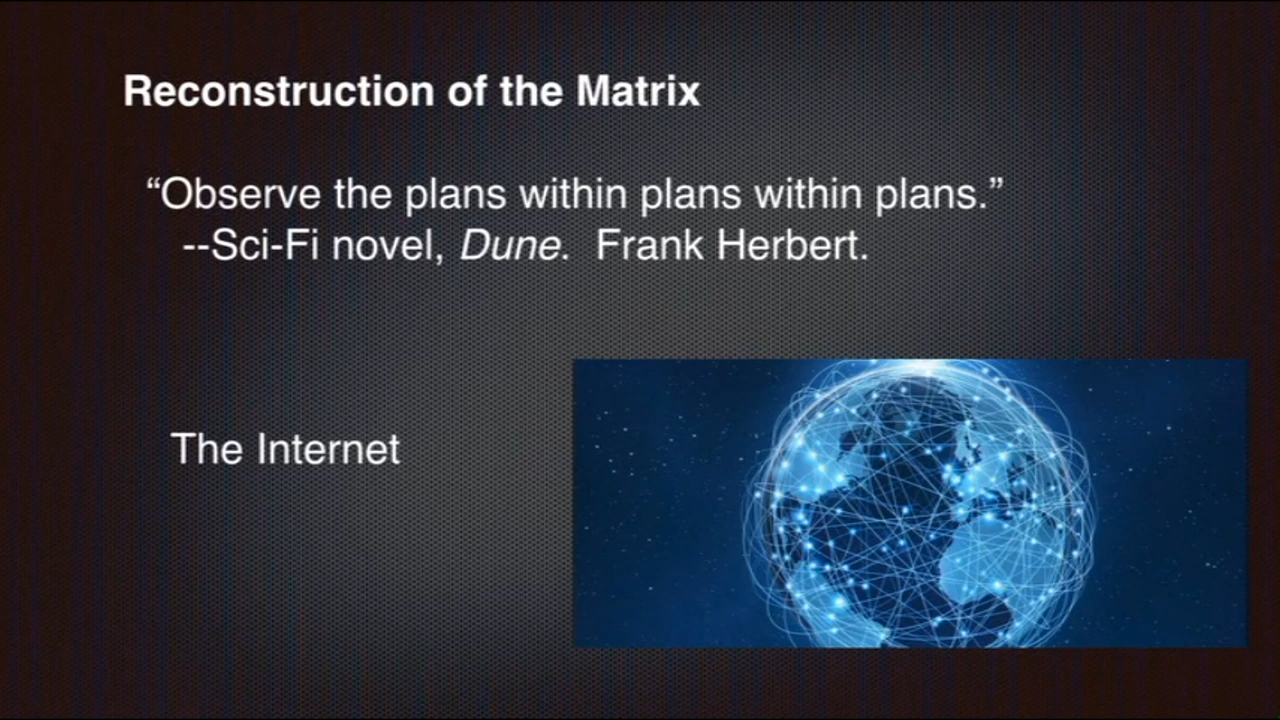 Reconstruction of the Matrix
“Observe the plans within plans within plans.”
--Sci-Fi novel, Dune.  Frank Herbert.
The Internet